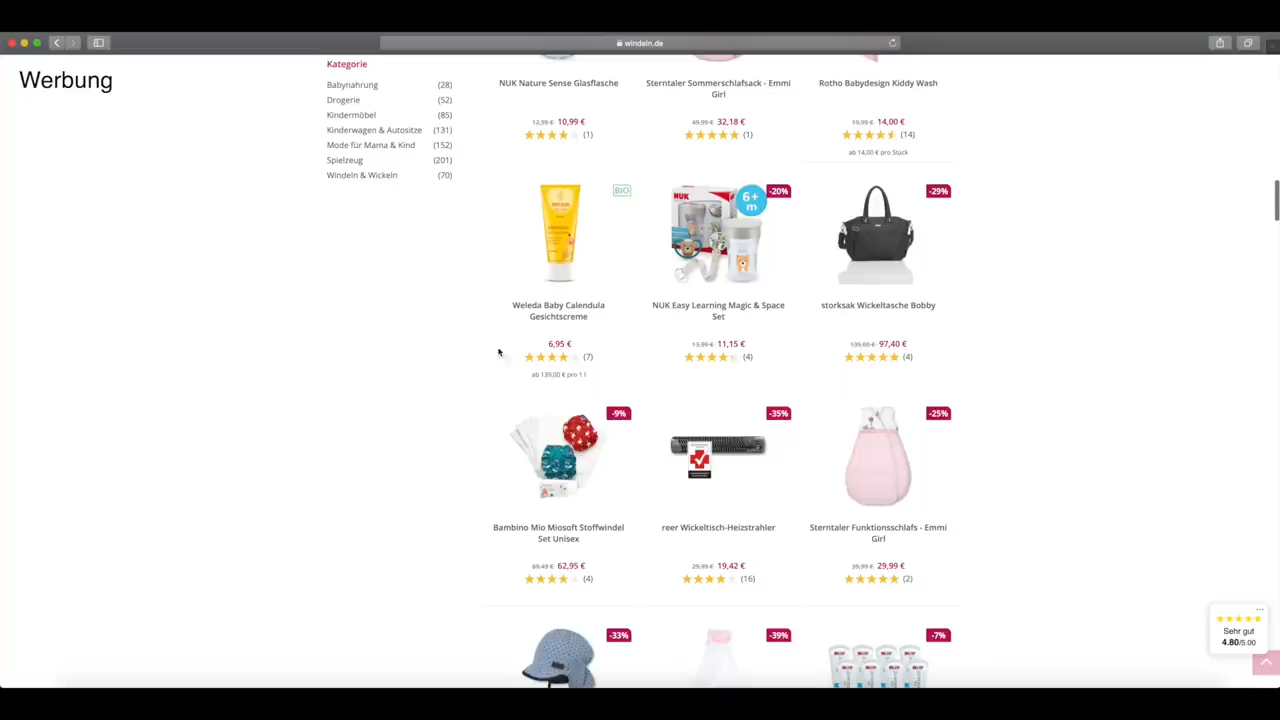 windeln.de
Werbung
Kategorie
Babynahrung (28)
Drogerie (52)
Kindermöbel (85)
Kinderwagen & Autositze (131)
Mode für Mama & Kind (152)
Spielzeug (201)
Windeln & Wickeln (70)
NUK Nature Sense Glasflasche
12,99 € 10,99 €
(1)
Sterntaler Sommerschlafsack - Emmi
Girl
49,99 € 32,18 €
(1)
Rotho Babydesign Kiddy Wash
19,99 € 14,00 €
(14)
ab 14,00 € pro Stück
BIO
WELEDA
Weleda Baby Calendula
Gesichtscreme
6,95 €
(7)
ab 139,00 € pro 1 l
-20%
NUK
6+
m
NUK Easy Learning Magic & Space
Set
13,99 € 11,15 €
(4)
-29%
storksak Wickeltasche Bobby
139,00 € 97,40 €
(4)
-9%
Bambino Mio Miosoft Stoffwindel
Set Unisex
69,49 € 62,95 €
(4)
-35%
reer Wickeltisch-Heizstrahler
29,99 € 19,42 €
(16)
-25%
Sterntaler Funktionsschlafs - Emmi
Girl
39,99 € 29,99 €
(2)
-33%
-39%
-7%
Sehr gut
4.80/5.00